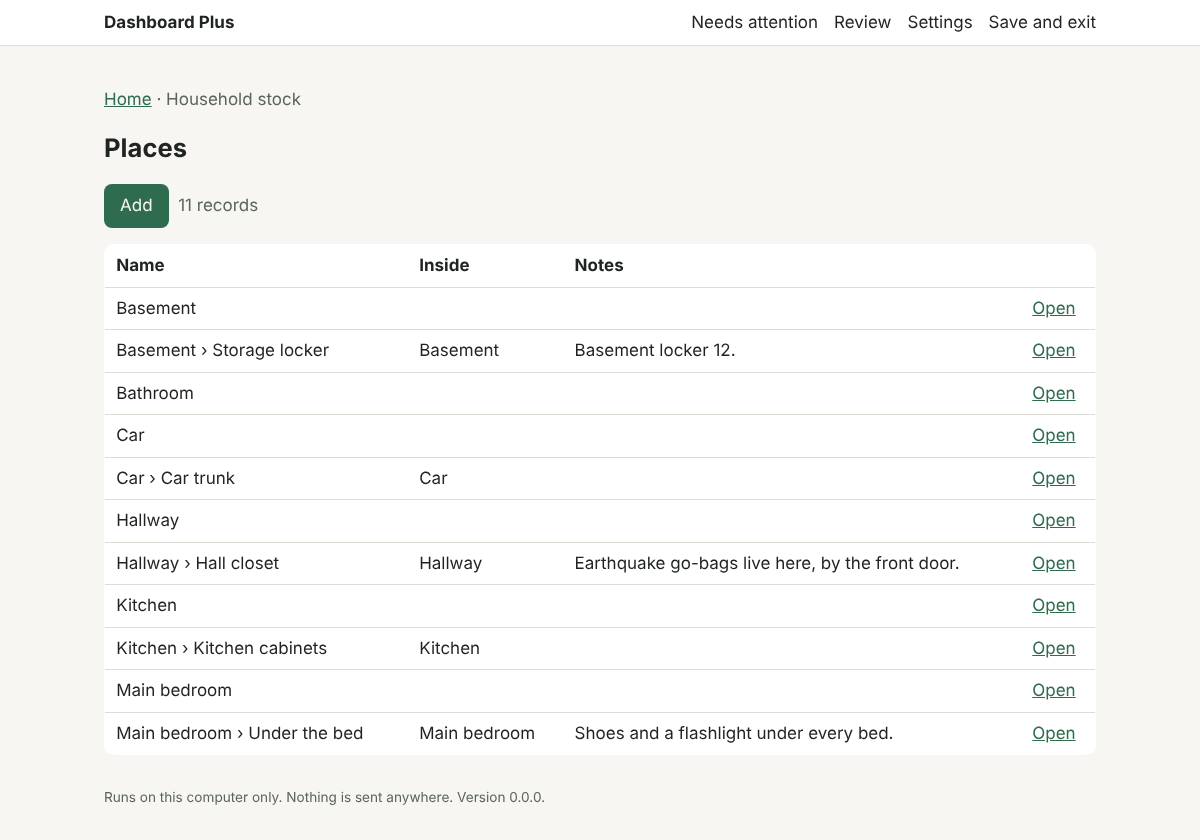 Dashboard Plus Needs attention Review Settings Save and exit
Home · Household stock
Places
Add 11 records
Name Inside Notes
Basement Open
Basement › Storage locker Basement Basement locker 12. Open
Bathroom Open
Car Open
Car › Car trunk Car Open
Hallway Open
Hallway › Hall closet Hallway Earthquake go-bags live here, by the front door. Open
Kitchen Open
Kitchen › Kitchen cabinets Kitchen Open
Main bedroom Open
Main bedroom › Under the bed Main bedroom Shoes and a flashlight under every bed. Open
Runs on this computer only. Nothing is sent anywhere. Version 0.0.0.